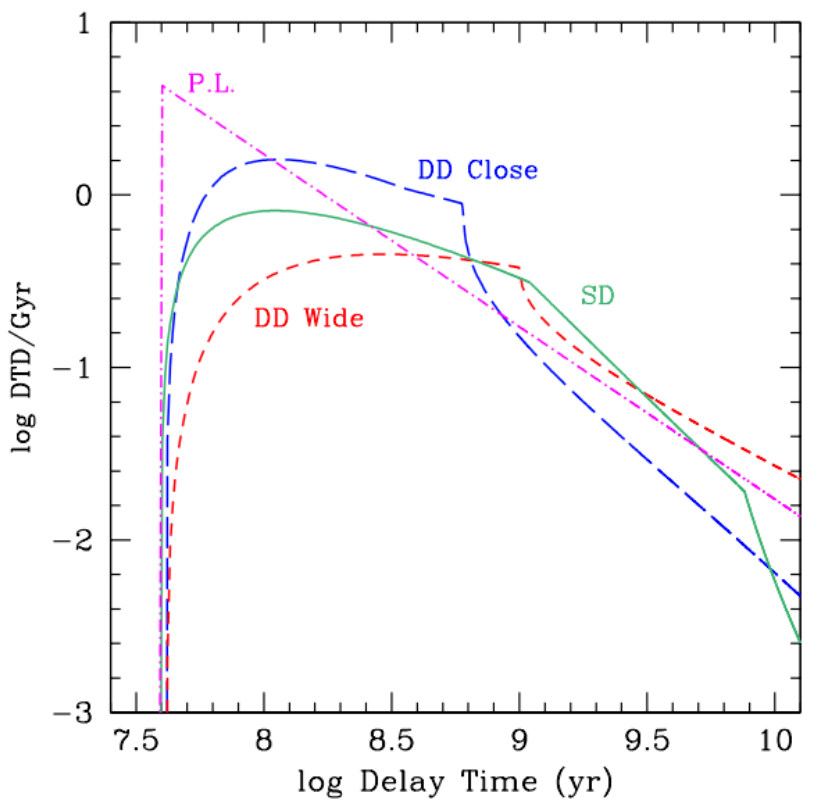 1
P.L.
DD Close
0
SD
DD Wide
log DTD/Gyr
−1
−2
−3
7.5 8 8.5 9 9.5 10
log Delay Time (yr)